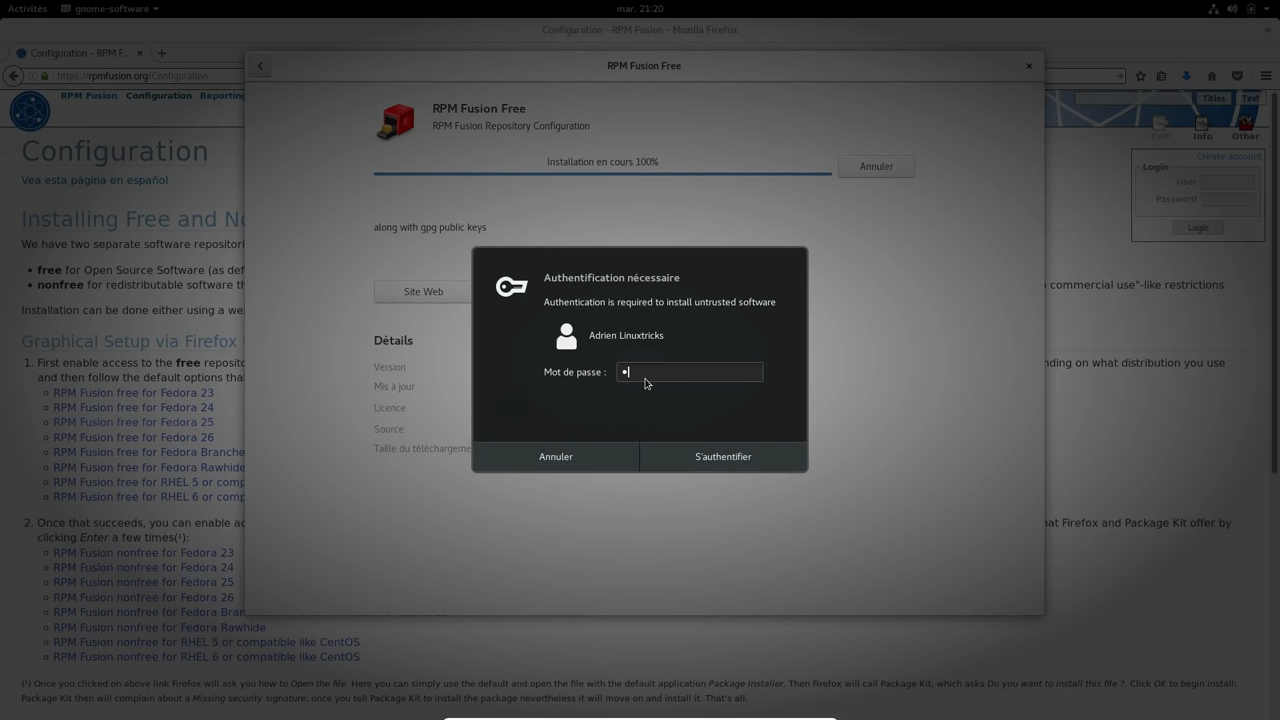 Activités
gnome-software
mar. 21:20
Configuration - RPM Fusion - Mozilla Firefox
Configuration - RPM F...
https://rpmfusion.org/Configuration
RPM Fusion Configuration Reporting
Titles Text
Edit Info Other
Create account
Login
User
Password
Login
Configuration
Vea esta página en español
Installing Free and No
We have two separate software repositori
• free for Open Source Software (as def
• nonfree for redistributable software th
o commercial use"-like restrictions
Installation can be done either using a we
Graphical Setup via Firefox
1. First enable access to the free reposito
nding on what distribution you use
and then follow the default options that
RPM Fusion free for Fedora 23
RPM Fusion free for Fedora 24
RPM Fusion free for Fedora 25
RPM Fusion free for Fedora 26
RPM Fusion free for Fedora Branche
RPM Fusion free for Fedora Rawhide
RPM Fusion free for RHEL 5 or comp
RPM Fusion free for RHEL 6 or comp
2. Once that succeeds, you can enable ac
hat Firefox and Package Kit offer by
clicking Enter a few times(¹):
RPM Fusion nonfree for Fedora 23
RPM Fusion nonfree for Fedora 24
RPM Fusion nonfree for Fedora 25
RPM Fusion nonfree for Fedora 26
RPM Fusion nonfree for Fedora Bran
RPM Fusion nonfree for Fedora Rawhide
RPM Fusion nonfree for RHEL 5 or compatible like CentOS
RPM Fusion nonfree for RHEL 6 or compatible like CentOS
(¹) Once you clicked on above link Firefox will ask you how to Open the file. Here you can simply use the default and open the file with the default application Package Installer. Then Firefox will call Package Kit, which asks Do you want to install this file ?. Click OK to begin install;
Package Kit then will complain about a Missing security signature; once you tell Package Kit to install the package nevertheless it will move on and install it. That's all.
RPM Fusion Free
RPM Fusion Free
RPM Fusion Repository Configuration
Installation en cours 100%
Annuler
along with gpg public keys
Site Web
Détails
Version
Mis à jour
Licence
Source
Taille du téléchargeme
Authentification nécessaire
Authentication is required to install untrusted software
Adrien Linuxtricks
Mot de passe :
Annuler
S'authentifier